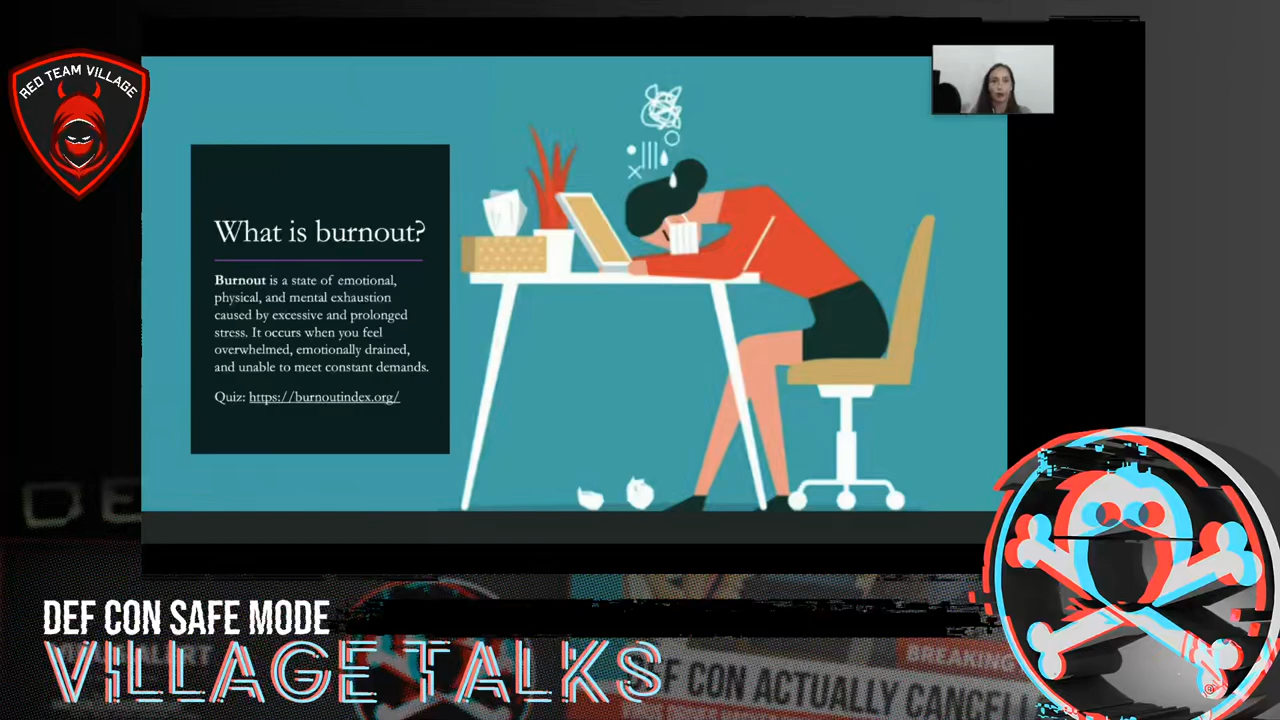 RED TEAM VILLAGE
What is burnout?
Burnout is a state of emotional,
physical, and mental exhaustion
caused by excessive and prolonged
stress. It occurs when you feel
overwhelmed, emotionally drained,
and unable to meet constant demands.
Quiz: https://burnoutindex.org/
DEF CON SAFE MODE
VILLAGE TALKS
BREAKING
DEF CON ACTUALLY CANCELL